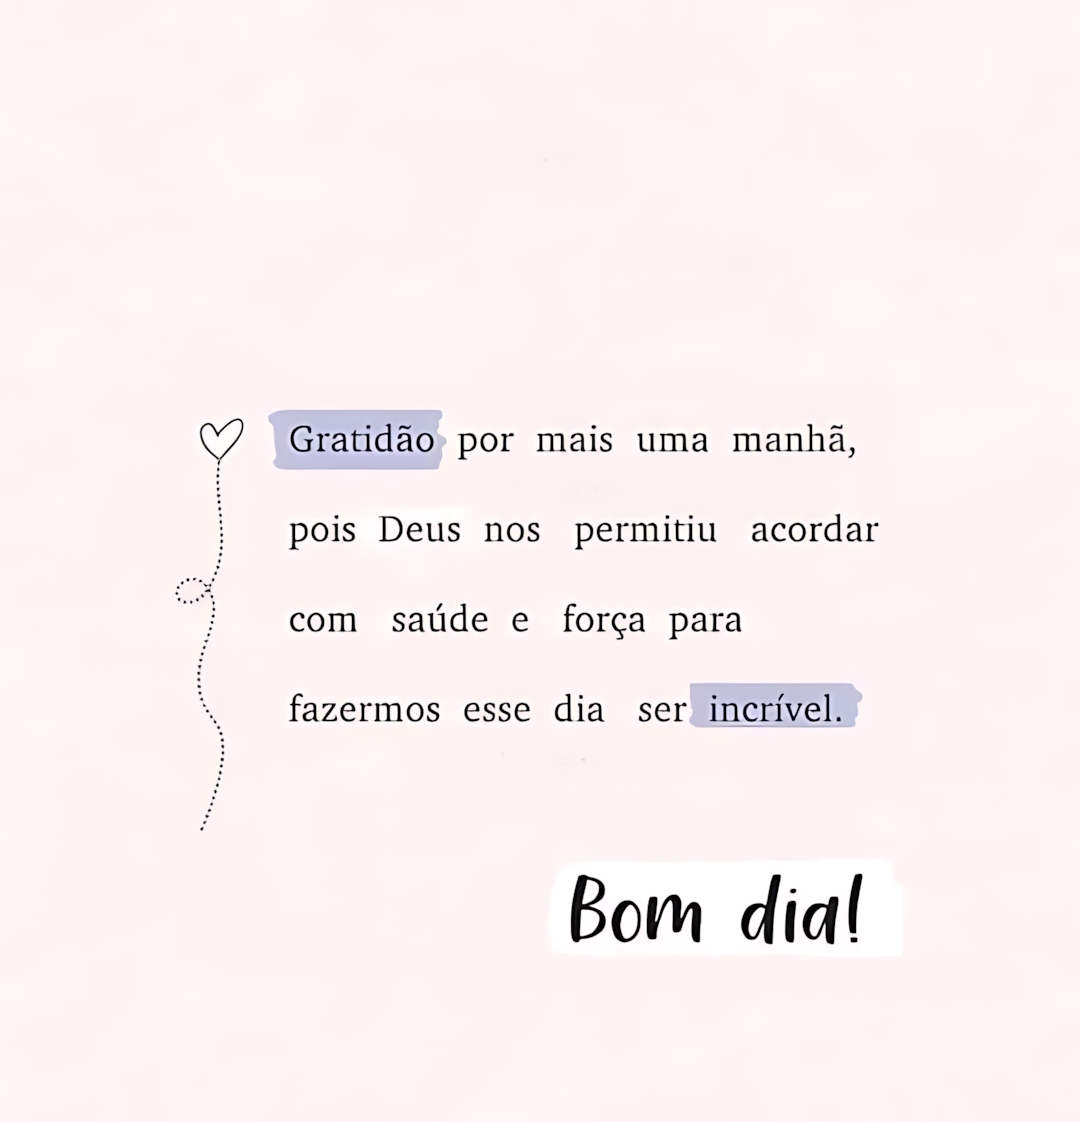 Gratidão por mais uma manhã,
pois Deus nos permitiu acordar
com saúde e força para
fazermos esse dia ser incrível.
Bom dia!